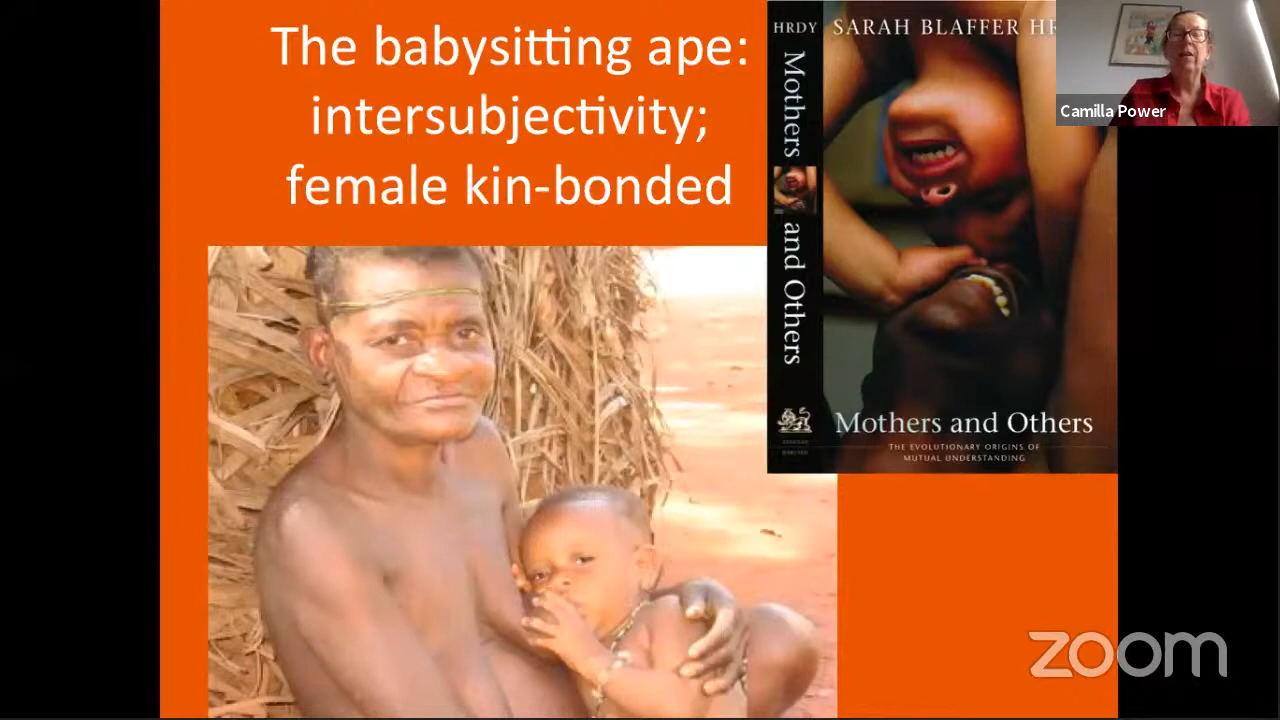 The babysitting ape:
intersubjectivity;
female kin-bonded
HRDY
Mothers and Others
SARAH BLAFFER HR
Mothers and Others
THE EVOLUTIONARY ORIGINS OF
MUTUAL UNDERSTANDING
Camilla Power
zoom